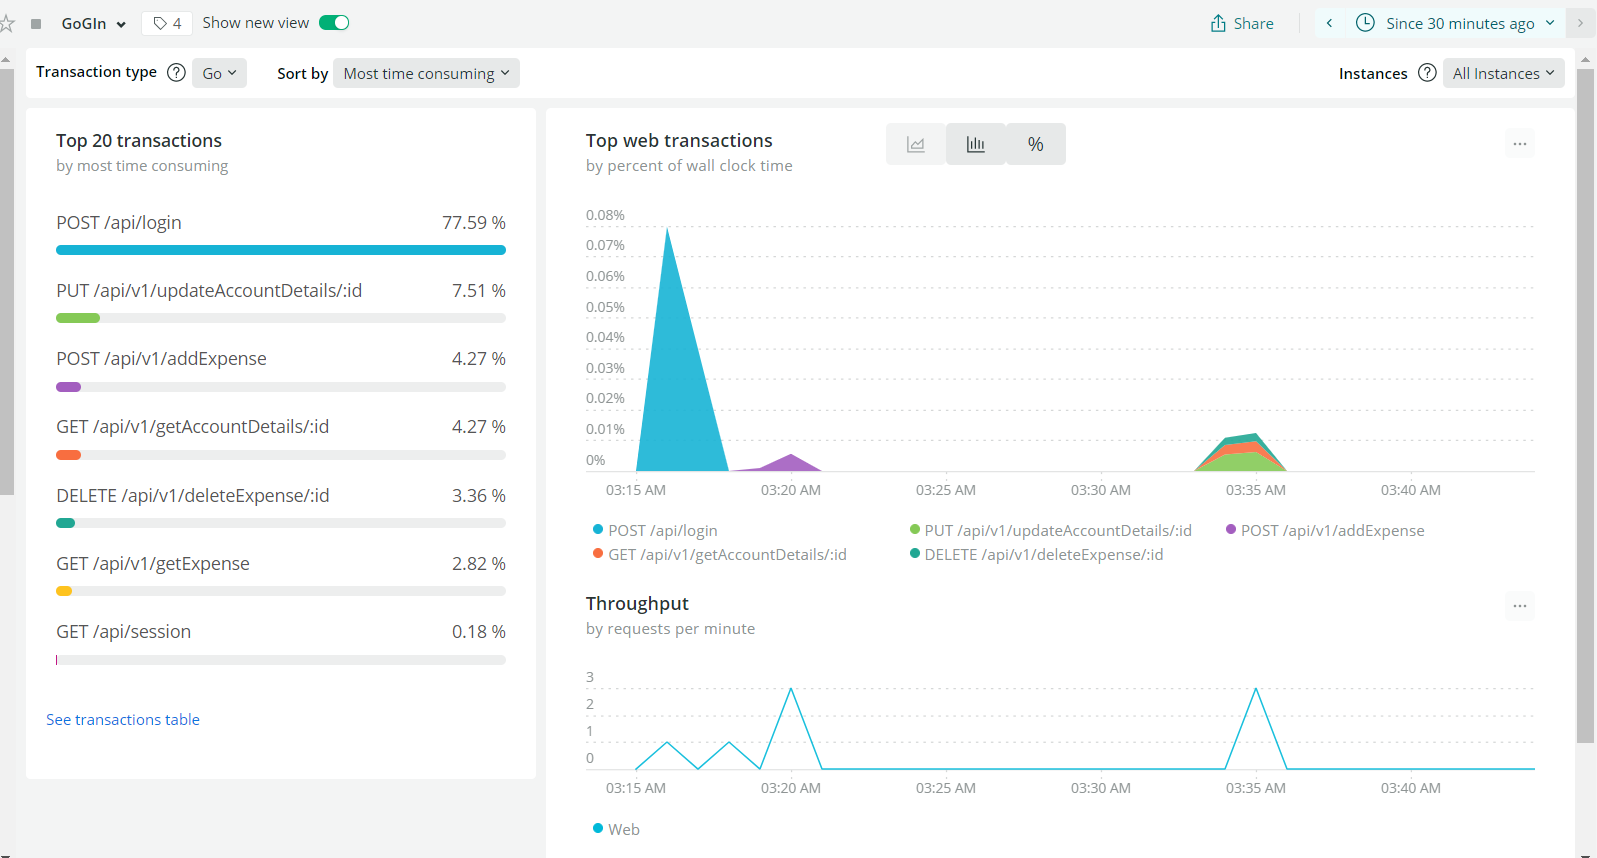 GoGIn 4 Show new view Share Since 30 minutes ago
Transaction type ? Go Sort by Most time consuming Instances ? All Instances
Top 20 transactions
by most time consuming
POST /api/login 77.59 %
PUT /api/v1/updateAccountDetails/:id 7.51 %
POST /api/v1/addExpense 4.27 %
GET /api/v1/getAccountDetails/:id 4.27 %
DELETE /api/v1/deleteExpense/:id 3.36 %
GET /api/v1/getExpense 2.82 %
GET /api/session 0.18 %
See transactions table
Top web transactions %
by percent of wall clock time
0.08%
0.07%
0.06%
0.05%
0.04%
0.03%
0.02%
0.01%
0%
03:15 AM 03:20 AM 03:25 AM 03:30 AM 03:35 AM 03:40 AM
POST /api/login PUT /api/v1/updateAccountDetails/:id POST /api/v1/addExpense
GET /api/v1/getAccountDetails/:id DELETE /api/v1/deleteExpense/:id
Throughput
by requests per minute
3
2
1
0
03:15 AM 03:20 AM 03:25 AM 03:30 AM 03:35 AM 03:40 AM
Web